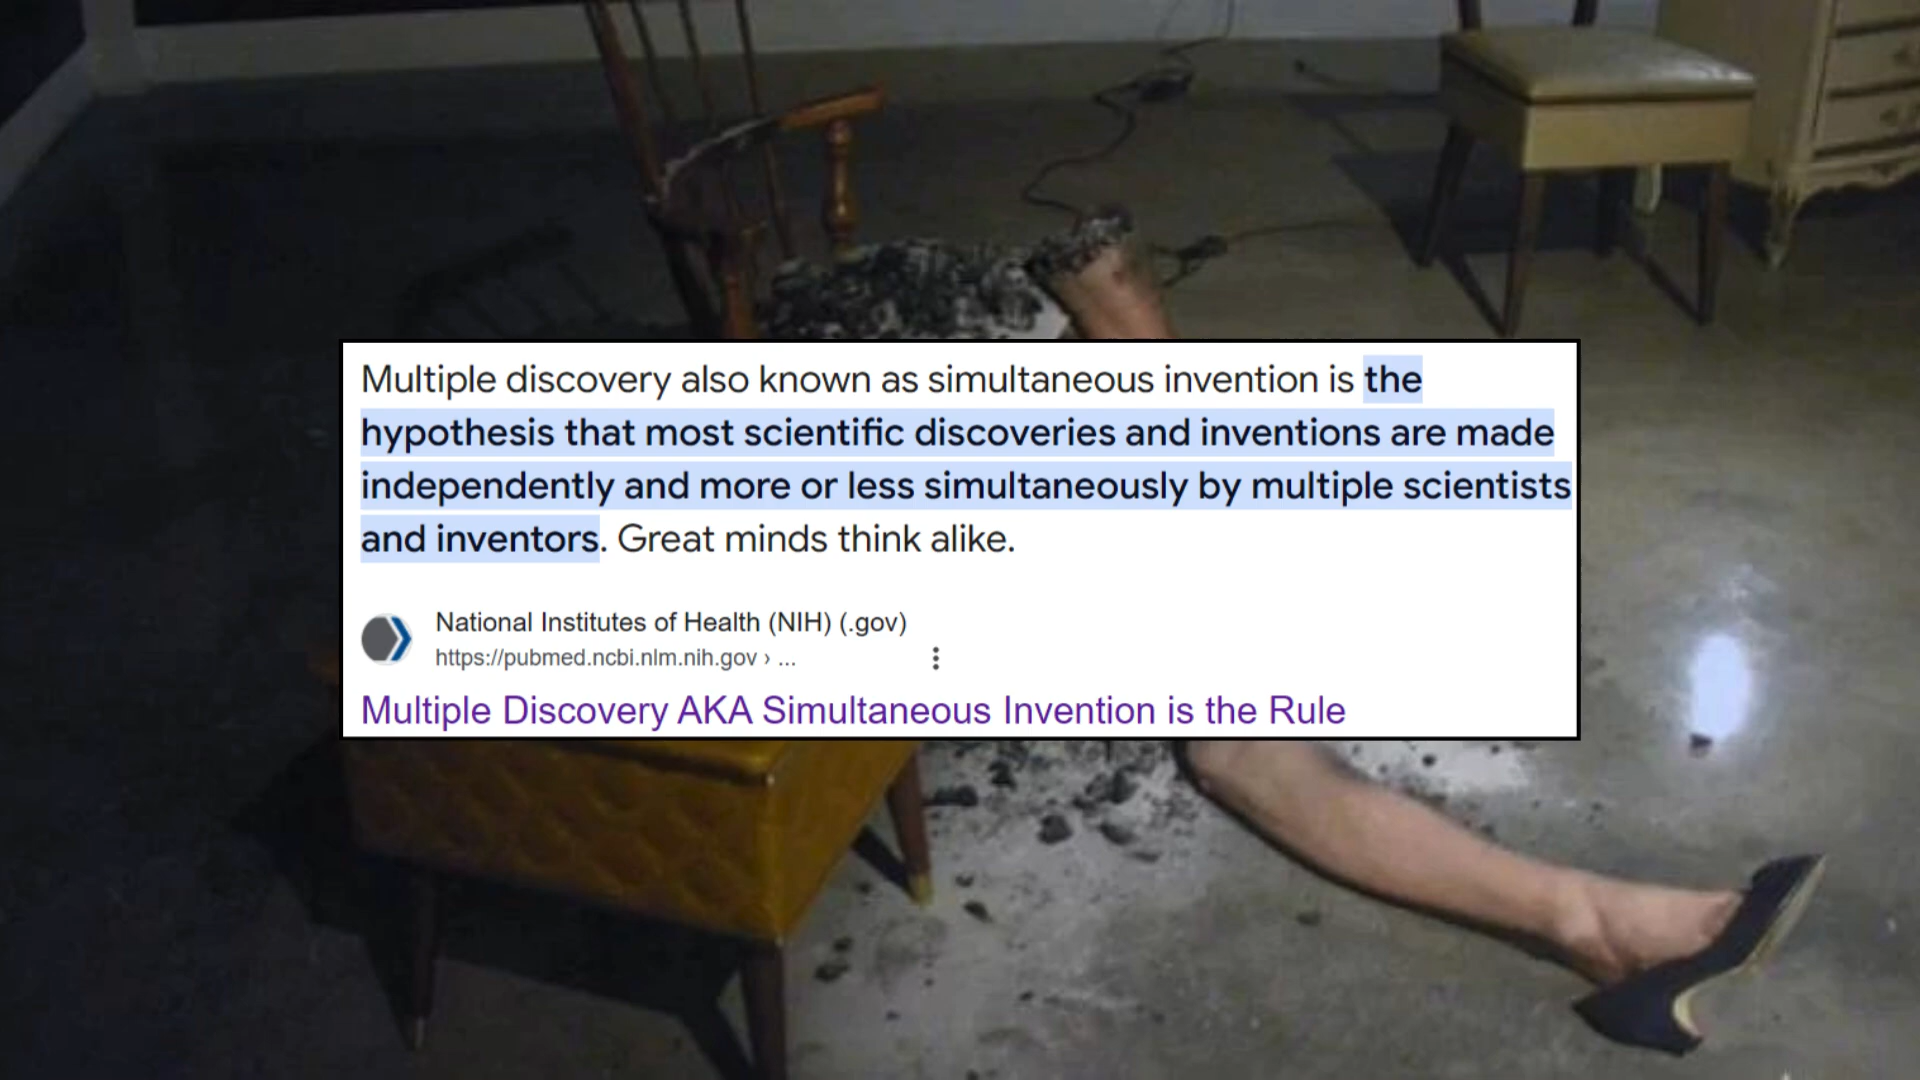 Multiple discovery also known as simultaneous invention is the
hypothesis that most scientific discoveries and inventions are made
independently and more or less simultaneously by multiple scientists
and inventors. Great minds think alike.
National Institutes of Health (NIH) (.gov)
https://pubmed.ncbi.nlm.nih.gov › ...
Multiple Discovery AKA Simultaneous Invention is the Rule